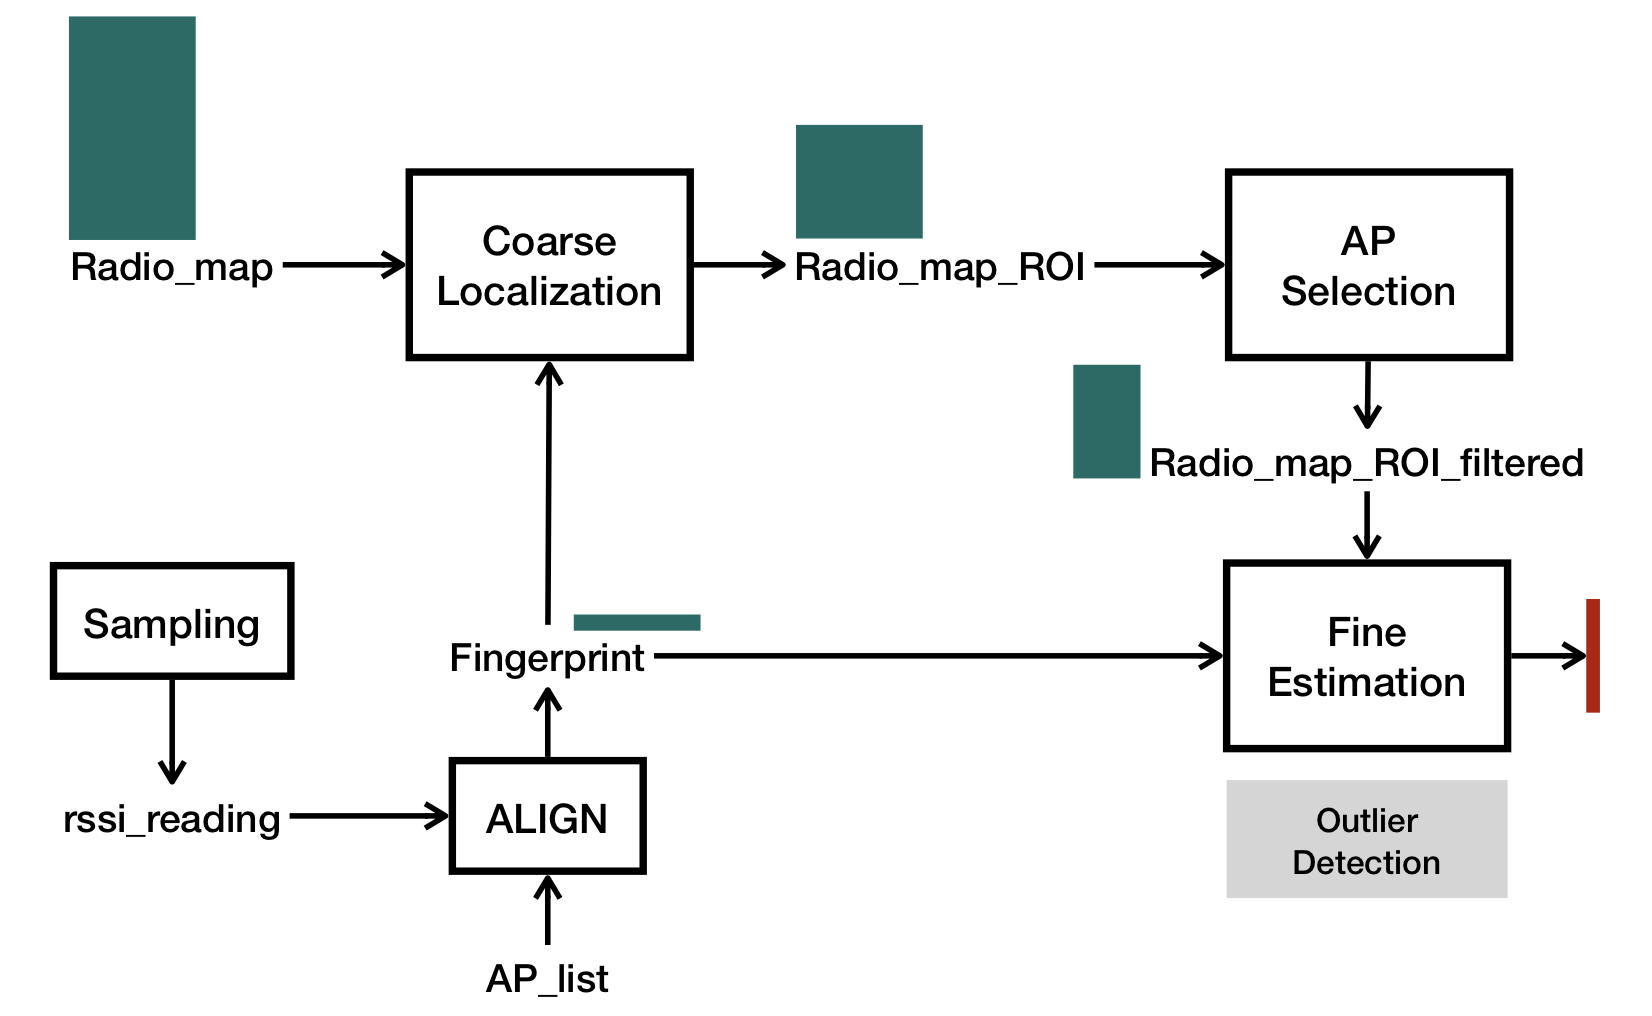 Radio_map
Coarse
Localization
Radio_map_ROI
AP
Selection
Radio_map_ROI_filtered
Sampling
Fingerprint
Fine
Estimation
rssi_reading
ALIGN
Outlier
Detection
AP_list